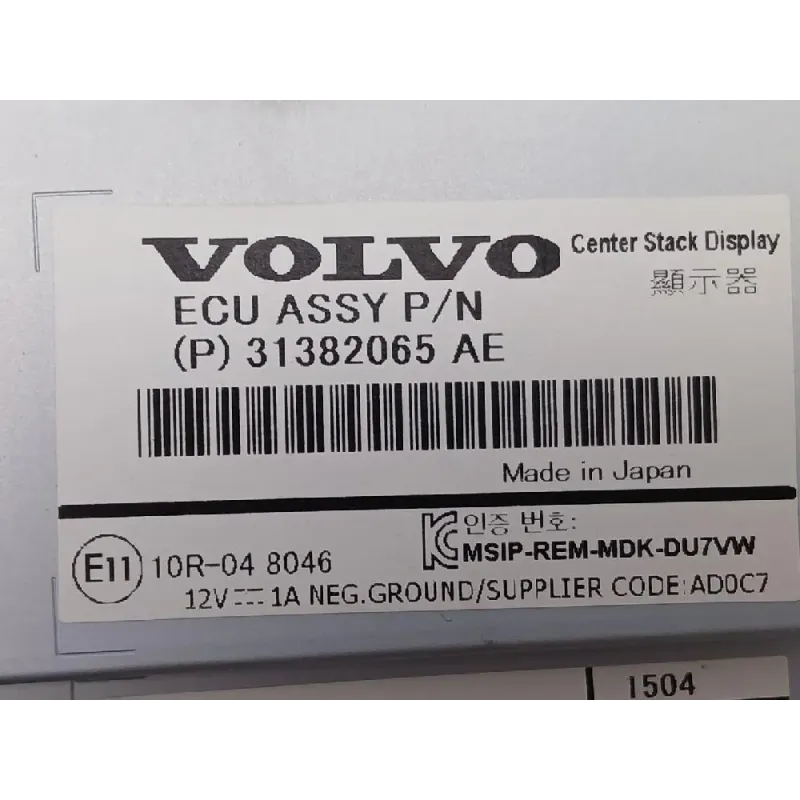 VOLVO Center Stack Display
顯示器
ECU ASSY P/N
(P) 31382065 AE
Made in Japan
E11 10R-04 8046
인증 번호:
MSIP-REM-MDK-DU7VW
12V⎓1A NEG.GROUND/SUPPLIER CODE:AD0C7
1504